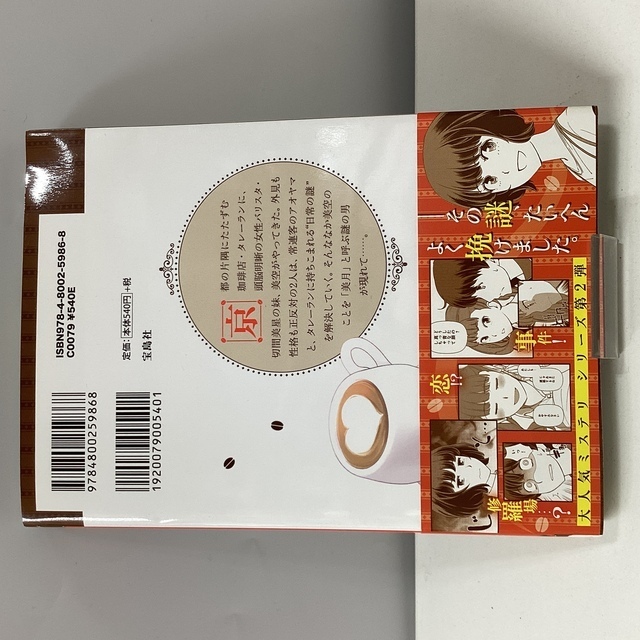 京都の片隅にたたずむ
珈琲店・タレーランに、
頭脳明晰の女性バリスタ・
切間美星の妹、美空がやってきた。外見も
性格も正反対の2人は、常連客のアオヤマ
と、タレーランに持ちこまれる“日常の謎”
を解決していく。そんななか美空の
ことを「美月」と呼ぶ謎の男
が現れて……。
ISBN978-4-8002-5986-8
C0079 ¥540E
定価:本体540円+税
宝島社
9784800259868
1920079005401
──その謎たいへん
よく挽けました。
事件!
恋!?
修羅場…?
大人気ミステリシリーズ第2弾